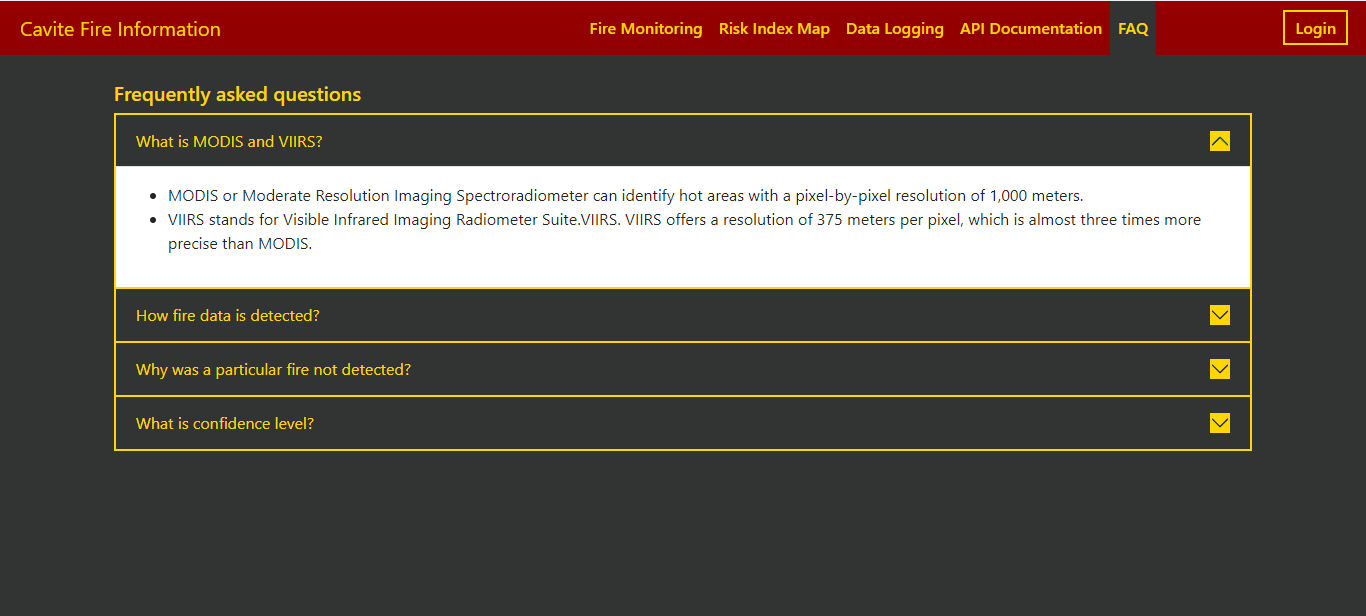 Cavite Fire Information
Fire Monitoring
Risk Index Map
Data Logging
API Documentation
FAQ
Login
Frequently asked questions
What is MODIS and VIIRS?
MODIS or Moderate Resolution Imaging Spectroradiometer can identify hot areas with a pixel-by-pixel resolution of 1,000 meters.
VIIRS stands for Visible Infrared Imaging Radiometer Suite.VIIRS. VIIRS offers a resolution of 375 meters per pixel, which is almost three times more
precise than MODIS.
How fire data is detected?
Why was a particular fire not detected?
What is confidence level?